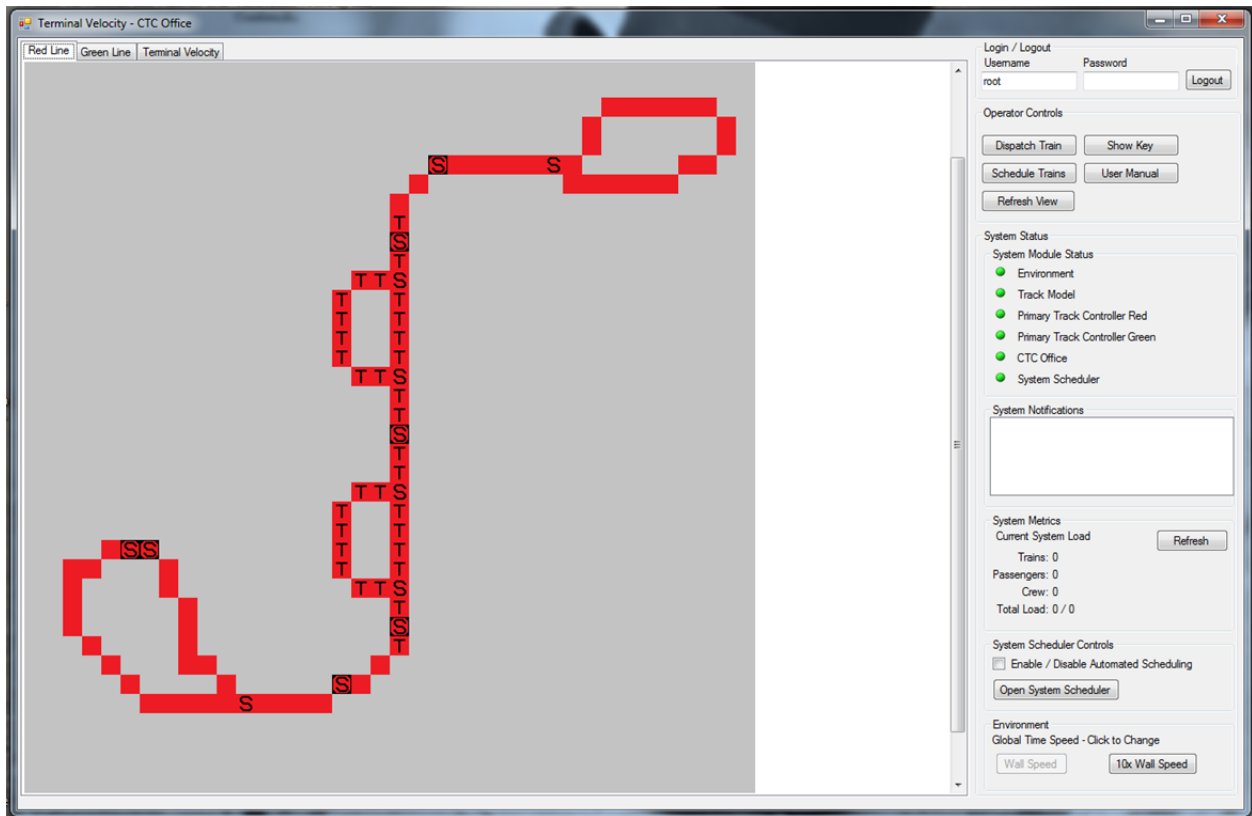 Terminal Velocity - CTC Office
Red Line Green Line Terminal Velocity
S S
T
S
T
T T S
T T
T T
T T
T T
T T S
T
T
S
T
T
T T S
T T
T T
S S T T
T T
T T S
T
S
T
S
S
Login / Logout
Username Password
root Logout
Operator Controls
Dispatch Train Show Key
Schedule Trains User Manual
Refresh View
System Status
System Module Status
Environment
Track Model
Primary Track Controller Red
Primary Track Controller Green
CTC Office
System Scheduler
System Notifications
System Metrics
Current System Load Refresh
Trains: 0
Passengers: 0
Crew: 0
Total Load: 0 / 0
System Scheduler Controls
Enable / Disable Automated Scheduling
Open System Scheduler
Environment
Global Time Speed - Click to Change
Wall Speed 10x Wall Speed